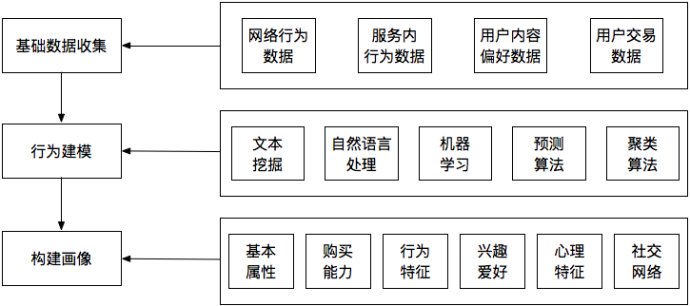 基础数据收集
网络行为
数据
服务内
行为数据
用户内容
偏好数据
用户交易
数据
行为建模
文本
挖掘
自然语言
处理
机器
学习
预测
算法
聚类
算法
构建画像
基本
属性
购买
能力
行为
特征
兴趣
爱好
心理
特征
社交
网络